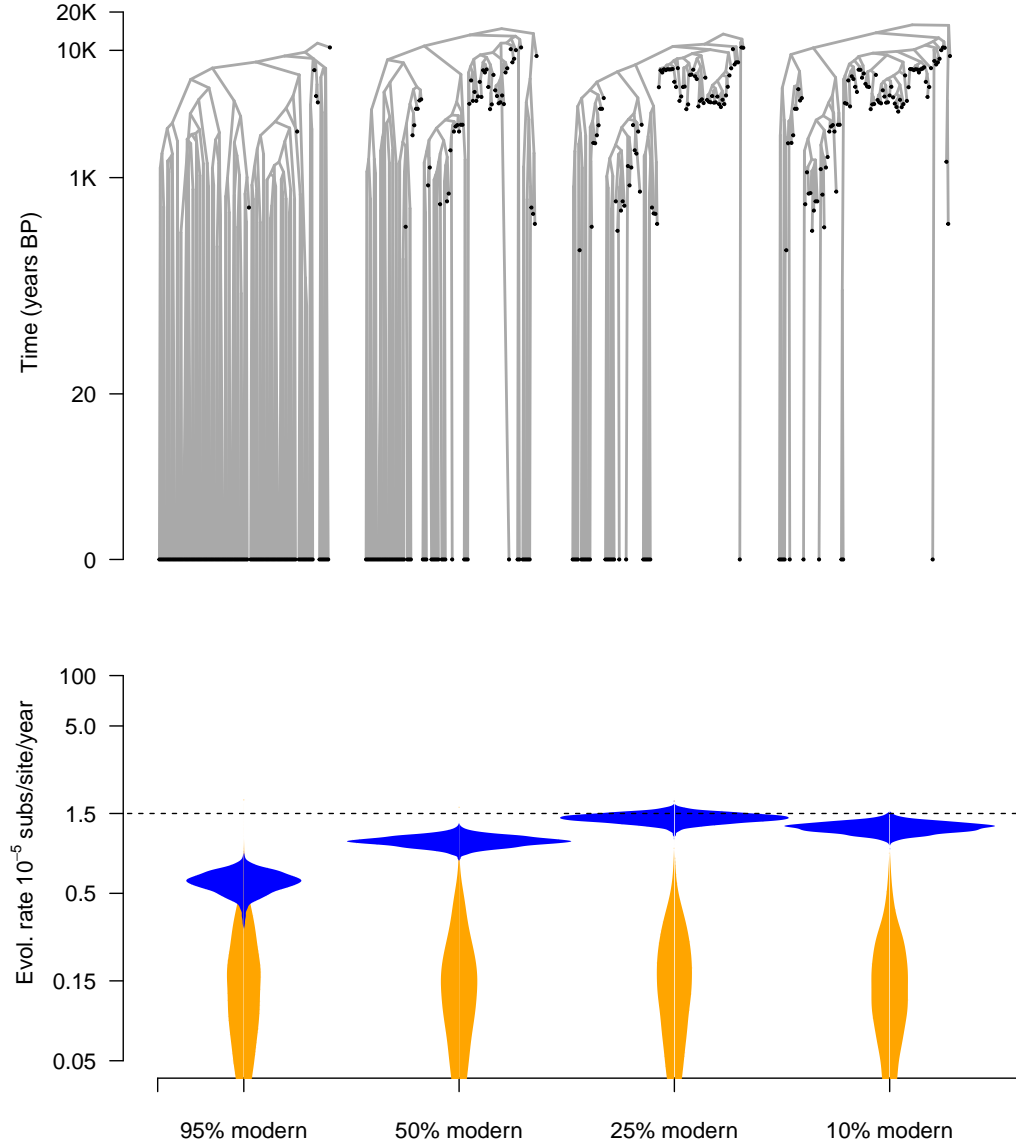 20K
10K
1K
20
0
Time (years BP)
100
5.0
1.5
0.5
0.15
0.05
Evol. rate 10⁻⁵ subs/site/year
95% modern
50% modern
25% modern
10% modern